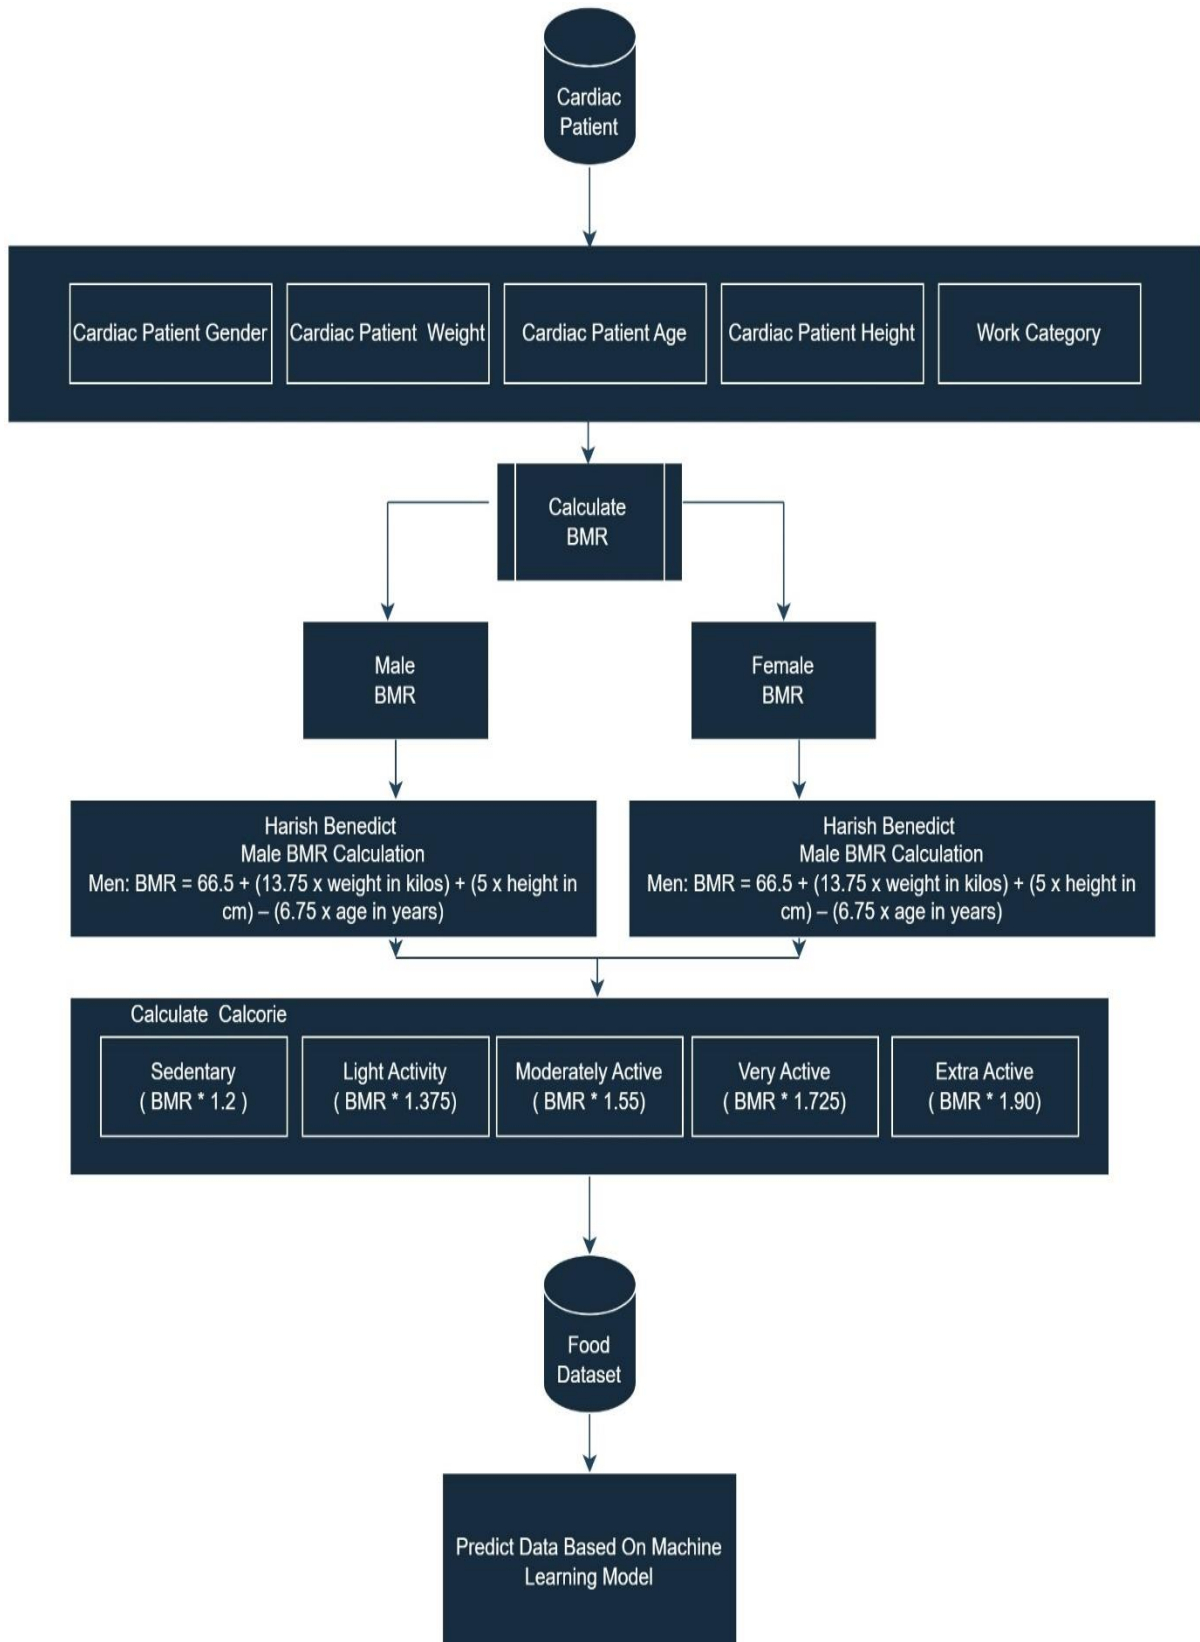 Cardiac
Patient
Cardiac Patient Gender
Cardiac Patient Weight
Cardiac Patient Age
Cardiac Patient Height
Work Category
Calculate
BMR
Male
BMR
Female
BMR
Harish Benedict
Male BMR Calculation
Men: BMR = 66.5 + (13.75 x weight in kilos) + (5 x height in
cm) – (6.75 x age in years)
Harish Benedict
Male BMR Calculation
Men: BMR = 66.5 + (13.75 x weight in kilos) + (5 x height in
cm) – (6.75 x age in years)
Calculate Calcorie
Sedentary
( BMR * 1.2 )
Light Activity
( BMR * 1.375)
Moderately Active
( BMR * 1.55)
Very Active
( BMR * 1.725)
Extra Active
( BMR * 1.90)
Food
Dataset
Predict Data Based On Machine
Learning Model